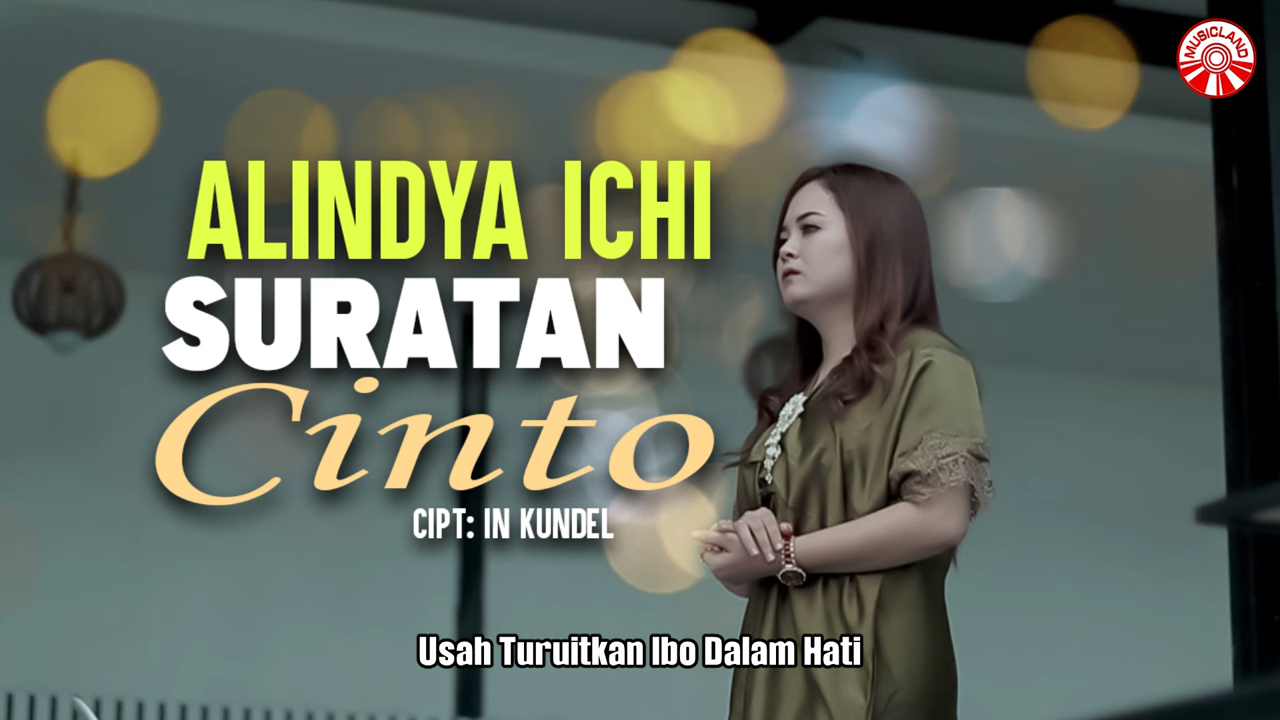 MUSICLAND
ALINDYA ICHI
SURATAN
Cinto
CIPT: IN KUNDEL
Usah Turuitkan Ibo Dalam Hati